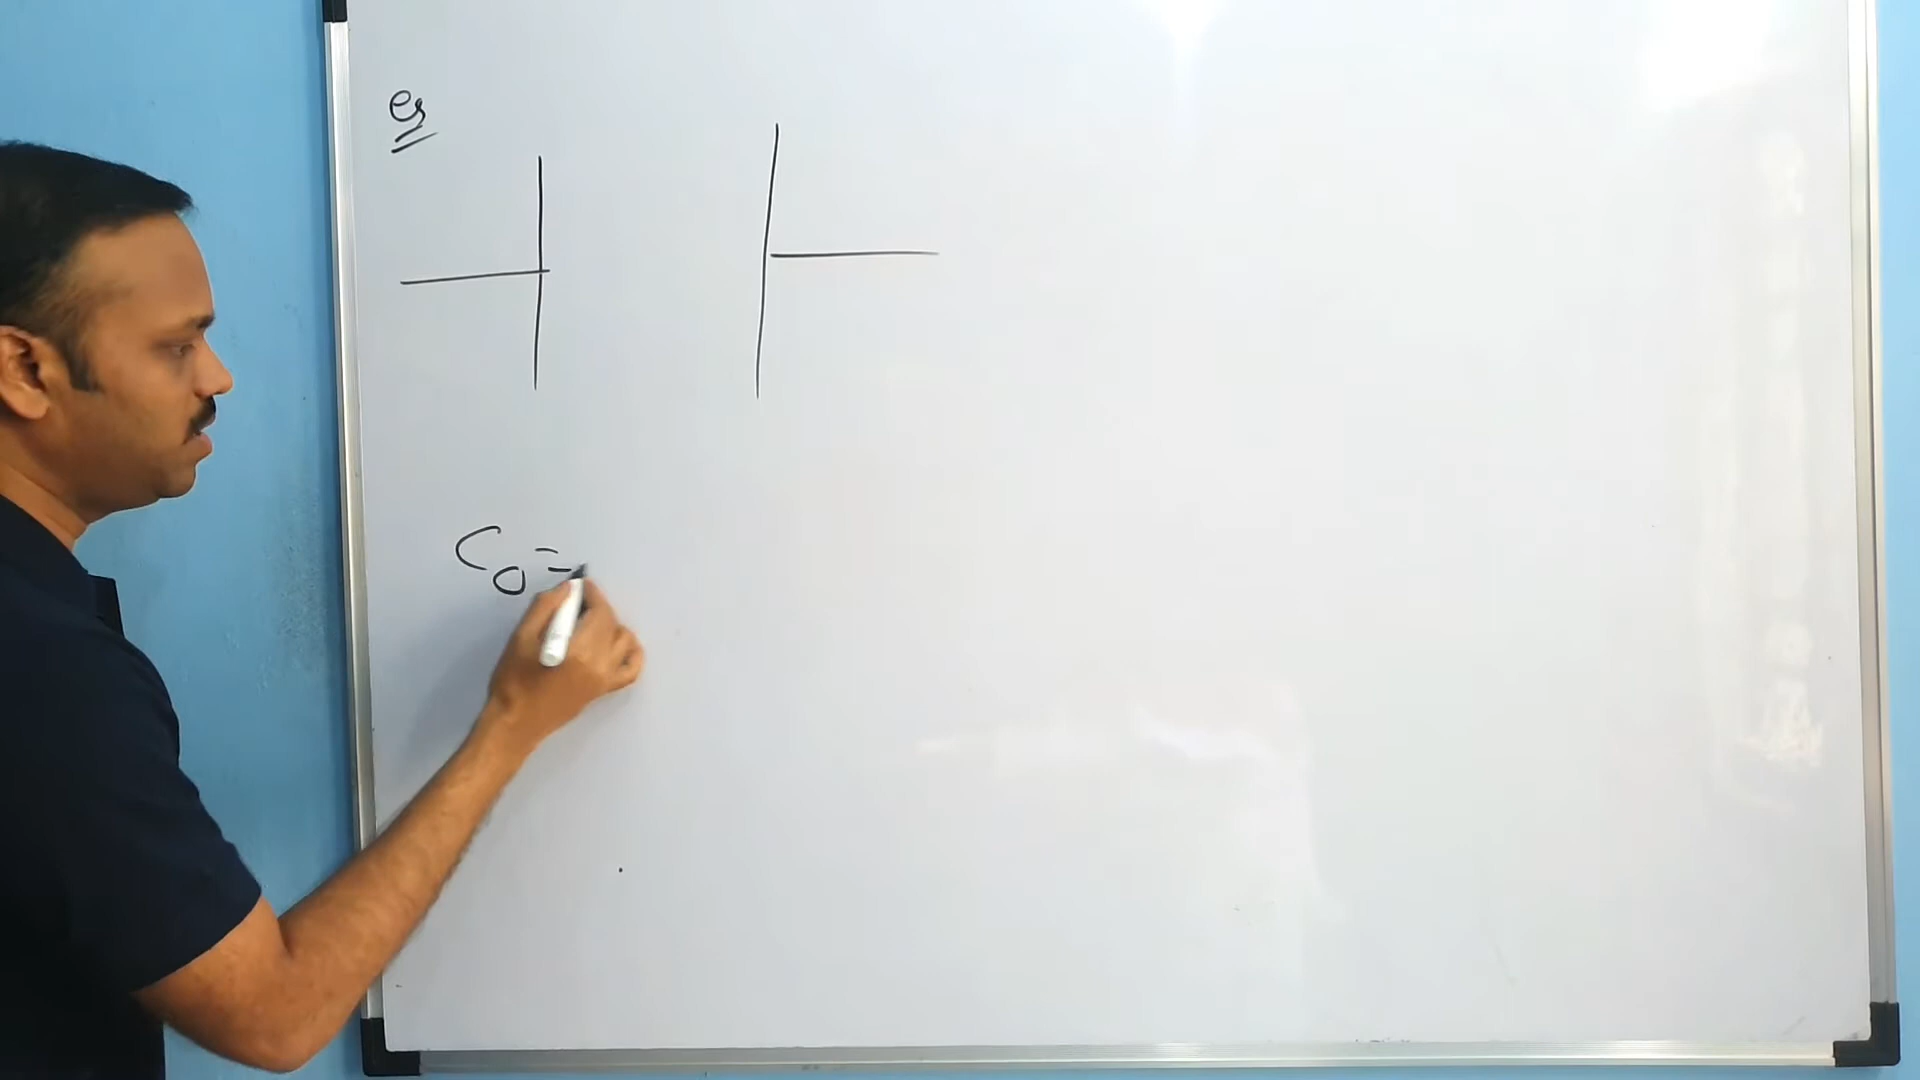 eg
C₀ =